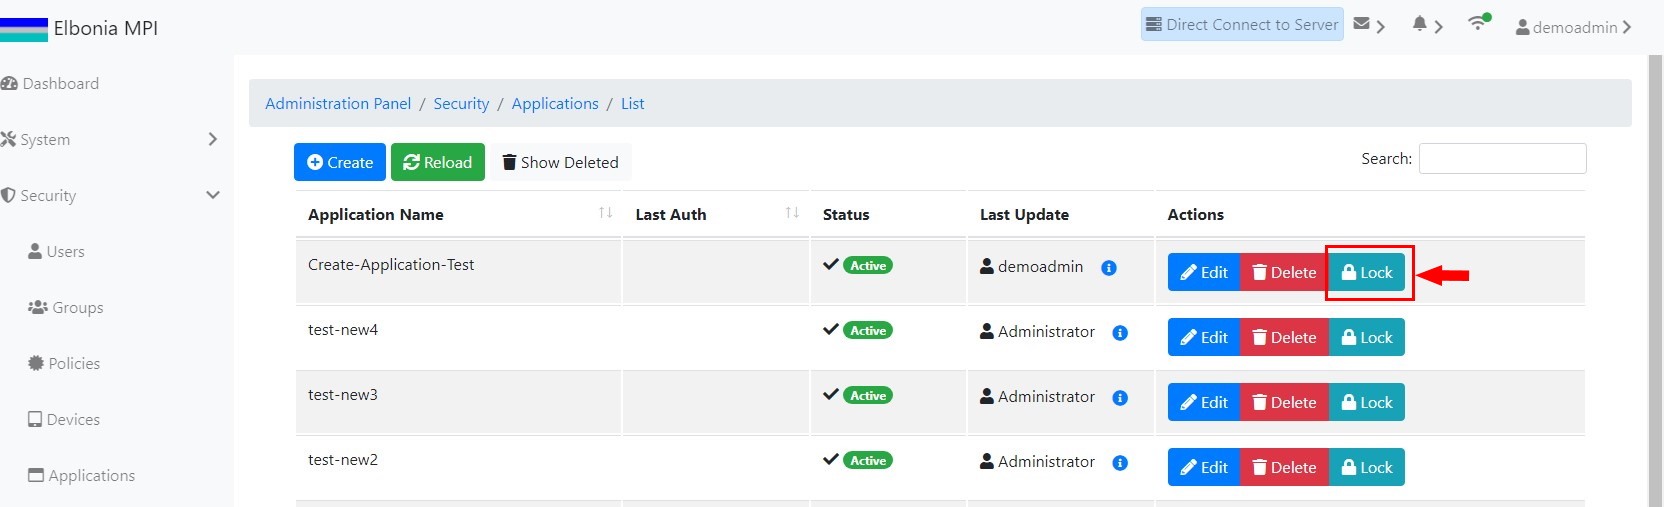 Elbonia MPI
Direct Connect to Server
demoadmin
Dashboard
System
Security
Users
Groups
Policies
Devices
Applications
Administration Panel / Security / Applications / List
Create Reload Show Deleted Search:
Application Name Last Auth Status Last Update Actions
Create-Application-Test Active demoadmin Edit Delete Lock
test-new4 Active Administrator Edit Delete Lock
test-new3 Active Administrator Edit Delete Lock
test-new2 Active Administrator Edit Delete Lock